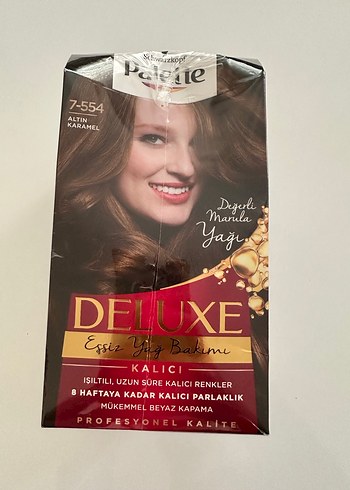 Schwarzkopf
Palette
7-554
ALTIN
KARAMEL
Değerli
Marula
Yağı
DELUXE
Eşsiz Yağ Bakımı
KALICI
IŞILTILI, UZUN SÜRE KALICI RENKLER
8 HAFTAYA KADAR KALICI PARLAKLIK
MÜKEMMEL BEYAZ KAPAMA
PROFESYONEL KALİTE